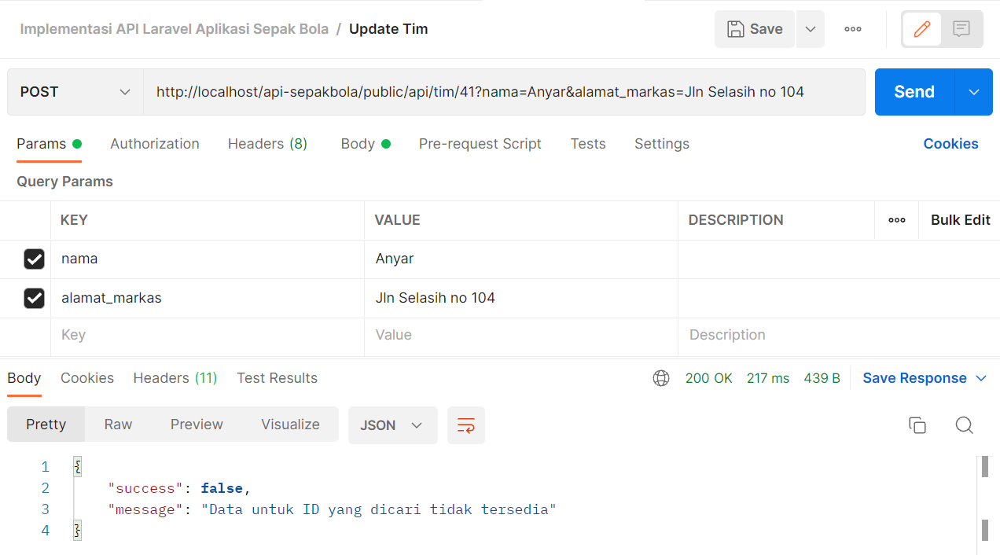 Implementasi API Laravel Aplikasi Sepak Bola / Update Tim
Save
POST
http://localhost/api-sepakbola/public/api/tim/41?nama=Anyar&alamat_markas=Jln Selasih no 104
Send
Params Authorization Headers (8) Body Pre-request Script Tests Settings Cookies
Query Params
KEY VALUE DESCRIPTION Bulk Edit
nama Anyar
alamat_markas Jln Selasih no 104
Key Value Description
Body Cookies Headers (11) Test Results 200 OK 217 ms 439 B Save Response
Pretty Raw Preview Visualize JSON
1 {
2 "success": false,
3 "message": "Data untuk ID yang dicari tidak tersedia"
4 }